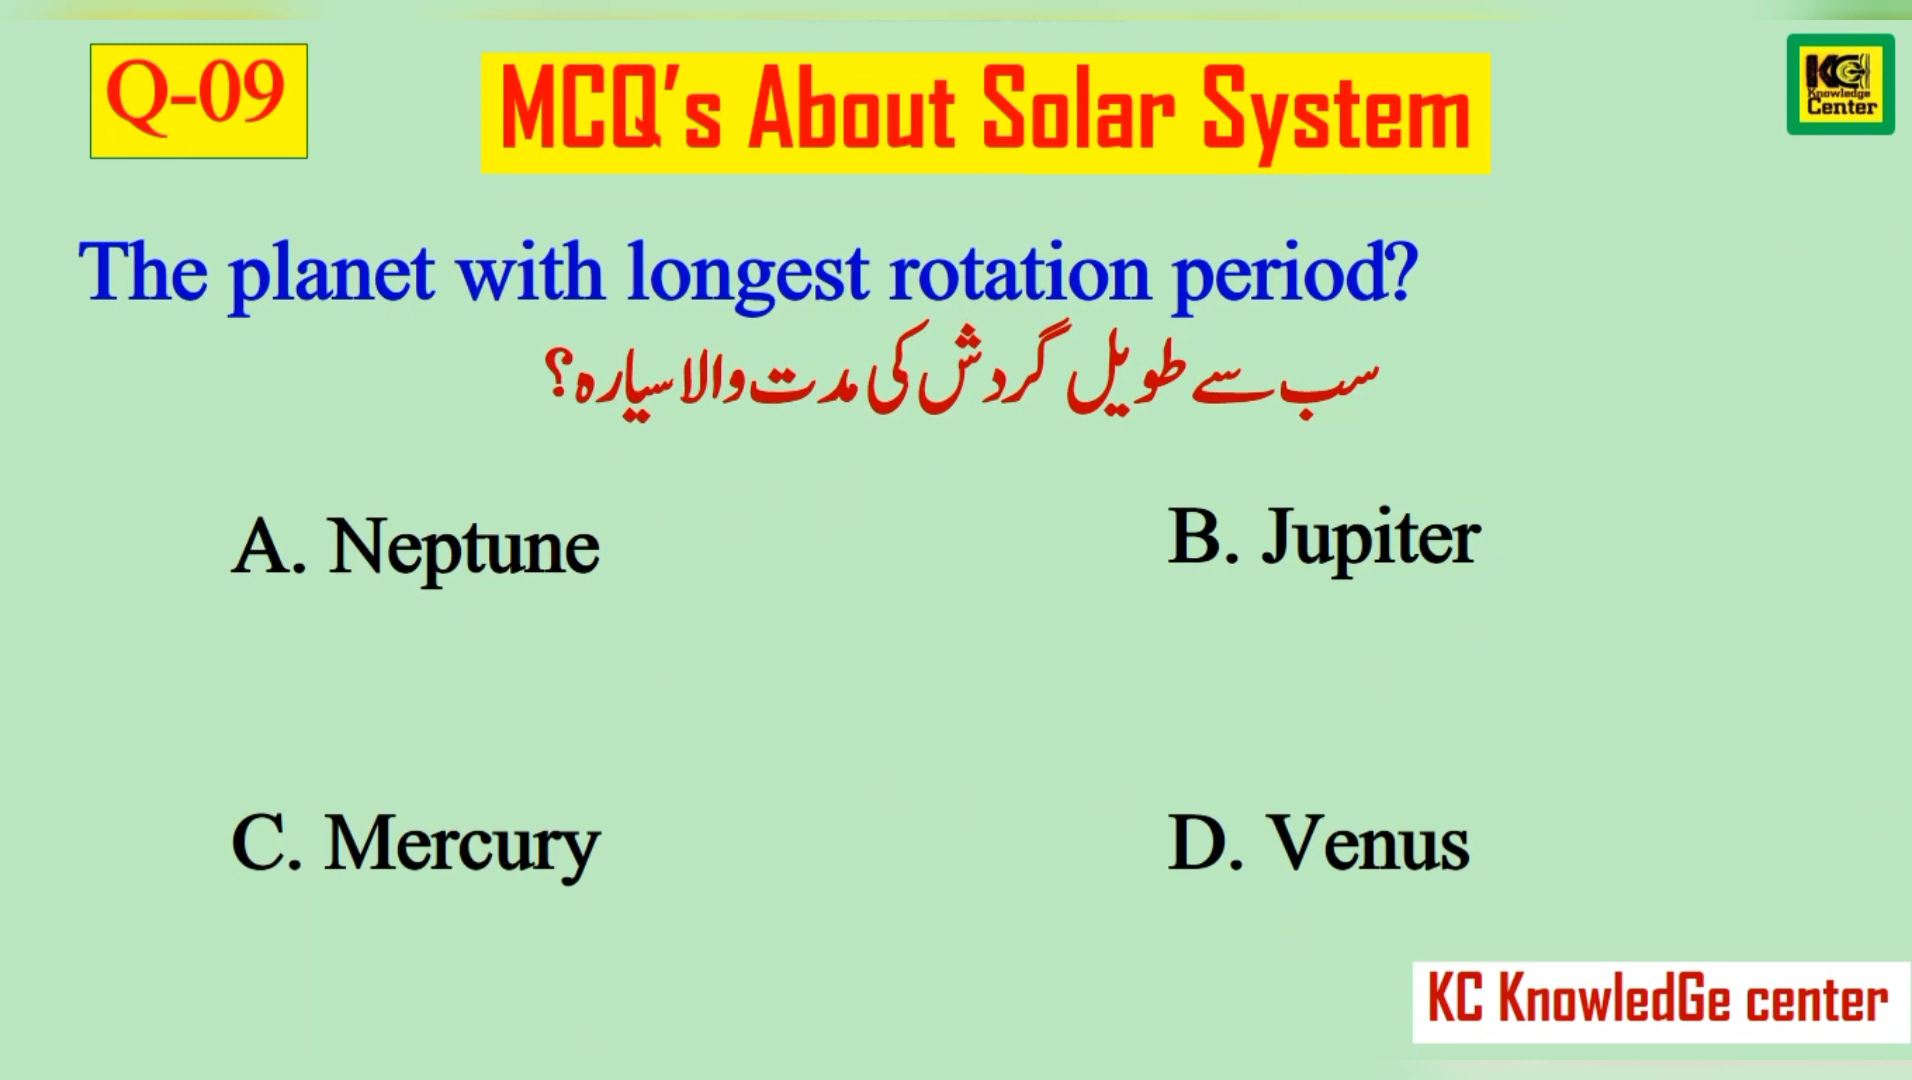 Q-09
MCQ's About Solar System
KC
Knowledge
Center
The planet with longest rotation period?
سب سے طویل گردش کی مدت والا سیارہ؟
A. Neptune
B. Jupiter
C. Mercury
D. Venus
KC KnowledGe center